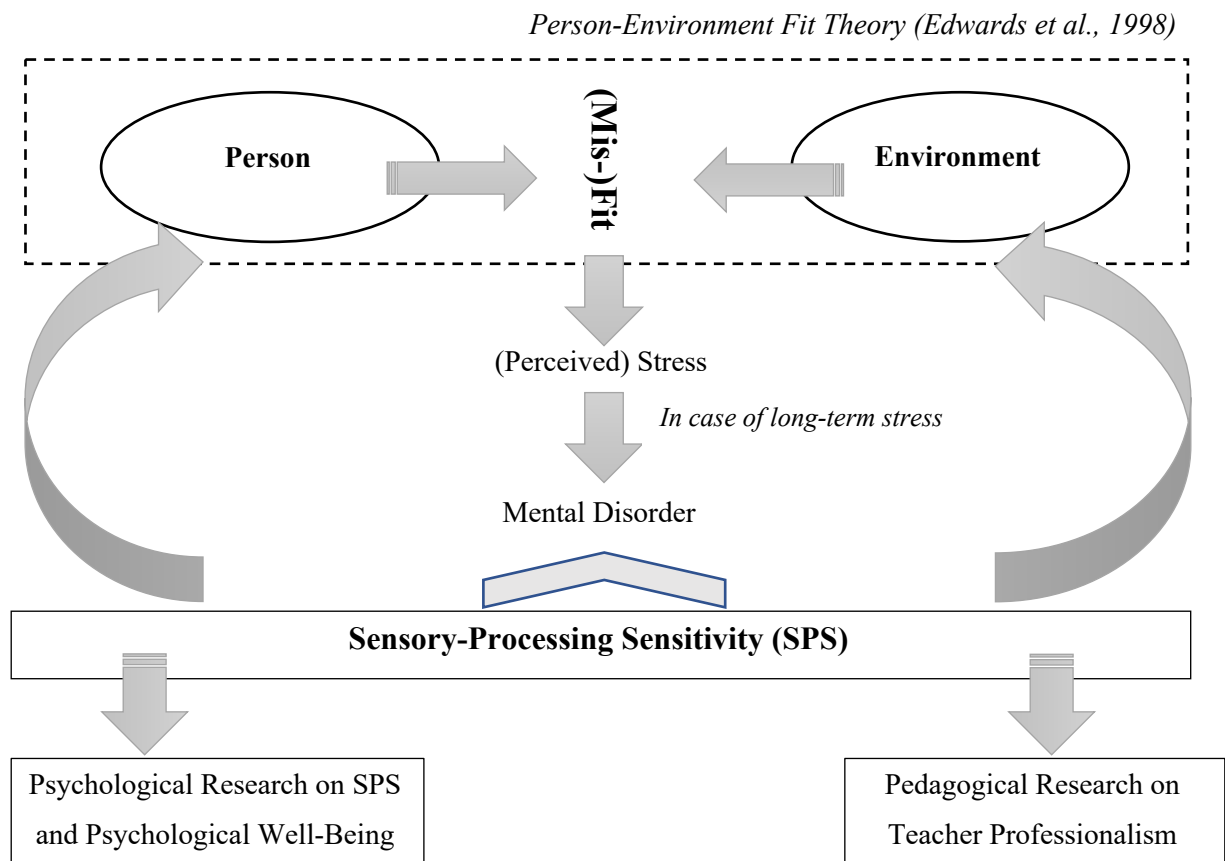 Person-Environment Fit Theory (Edwards et al., 1998)
Person
(Mis-)Fit
Environment
(Perceived) Stress
In case of long-term stress
Mental Disorder
Sensory-Processing Sensitivity (SPS)
Psychological Research on SPS
and Psychological Well-Being
Pedagogical Research on
Teacher Professionalism